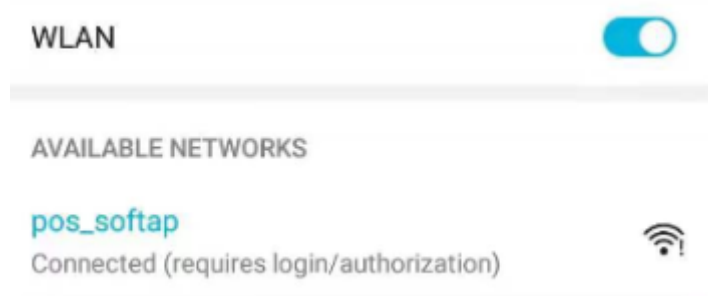 WLAN
AVAILABLE NETWORKS
pos_softap
Connected (requires login/authorization)